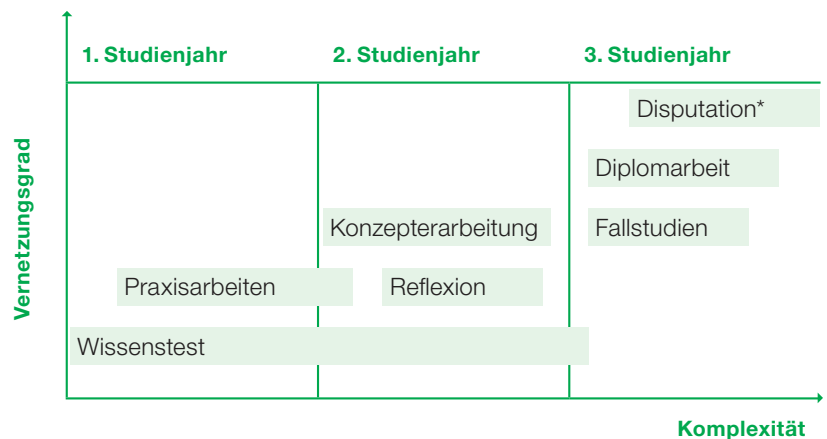 1. Studienjahr
2. Studienjahr
3. Studienjahr
Disputation*
Diplomarbeit
Konzepterarbeitung
Fallstudien
Praxisarbeiten
Reflexion
Wissenstest
Vernetzungsgrad
Komplexität